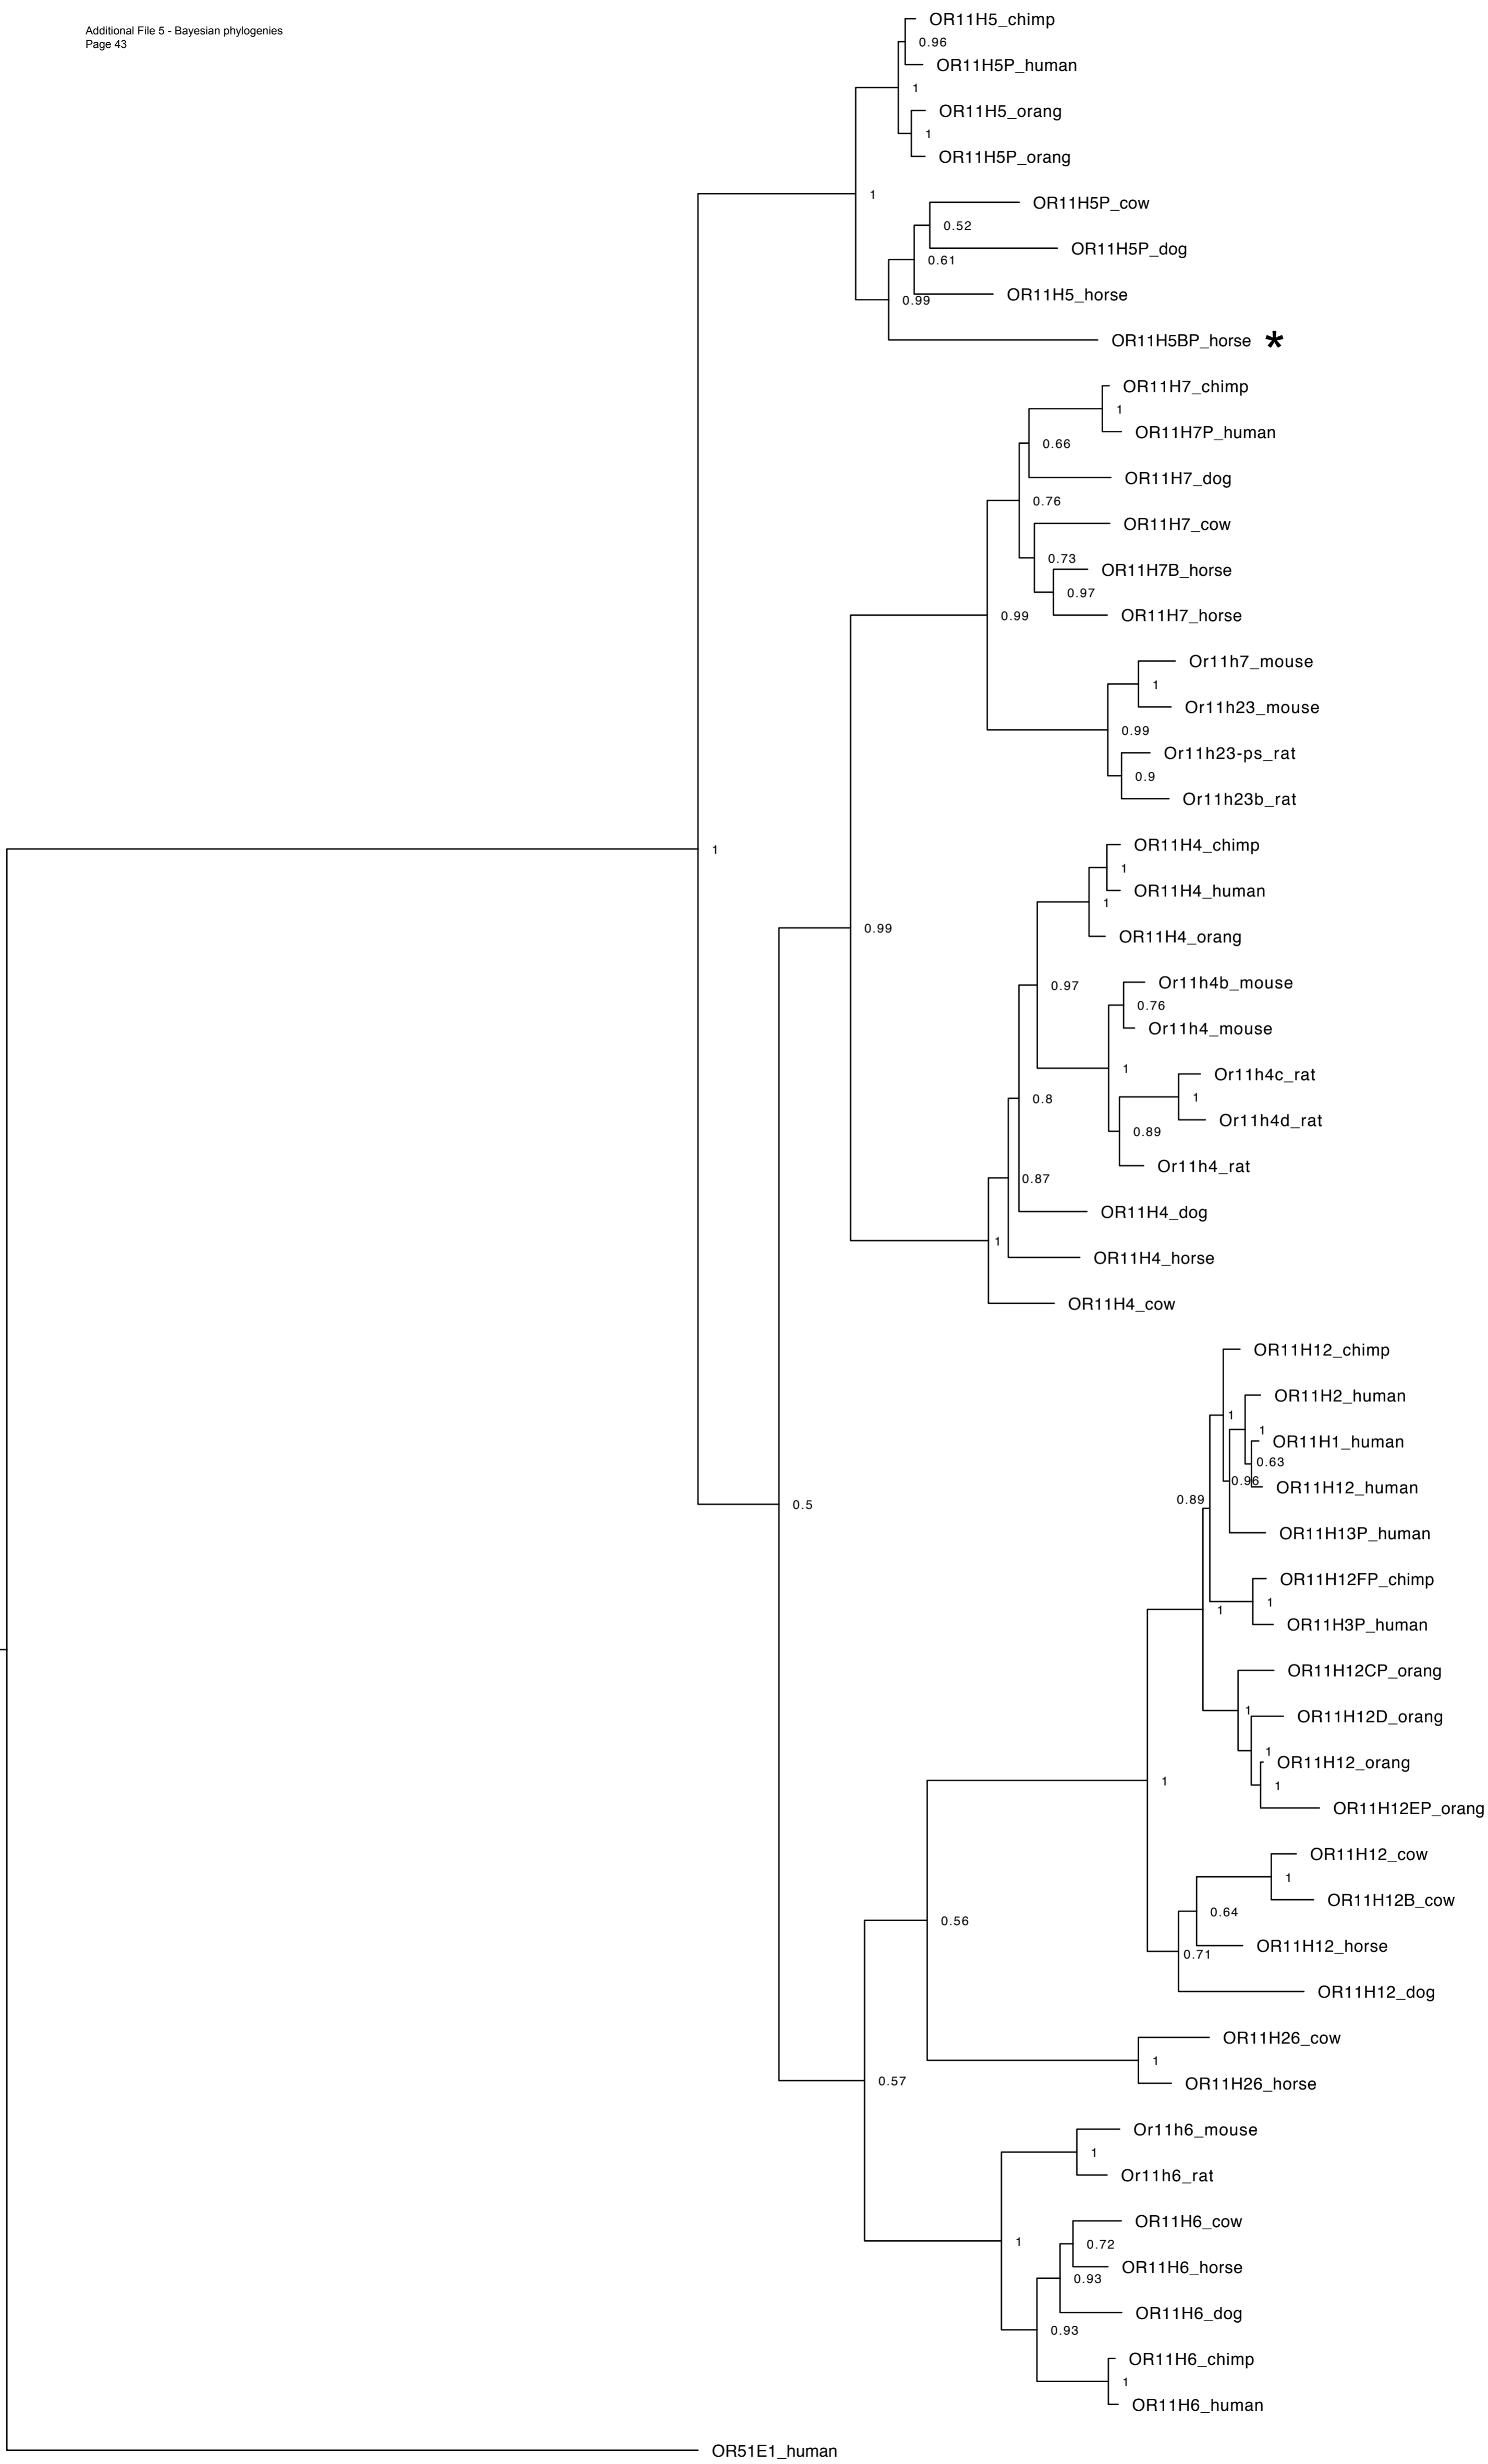 Additional File 5 - Bayesian phylogenies
Page 43
OR11H5_chimp
0.96
OR11H5P_human
1
OR11H5_orang
1
OR11H5P_orang
1
OR11H5P_cow
0.52
OR11H5P_dog
0.61
OR11H5_horse
0.99
OR11H5BP_horse *
OR11H7_chimp
1
OR11H7P_human
0.66
OR11H7_dog
0.76
OR11H7_cow
0.73
OR11H7B_horse
0.97
OR11H7_horse
0.99
Or11h7_mouse
1
Or11h23_mouse
0.99
Or11h23-ps_rat
0.9
Or11h23b_rat
OR11H4_chimp
1
1
OR11H4_human
1
OR11H4_orang
0.99
Or11h4b_mouse
0.97
0.76
Or11h4_mouse
1
Or11h4c_rat
1
0.8
Or11h4d_rat
0.89
Or11h4_rat
0.87
OR11H4_dog
1
OR11H4_horse
OR11H4_cow
OR11H12_chimp
OR11H2_human
1
1
OR11H1_human
0.63
0.96
OR11H12_human
0.89
0.5
OR11H13P_human
OR11H12FP_chimp
1
1
OR11H3P_human
OR11H12CP_orang
1
OR11H12D_orang
1
OR11H12_orang
1
1
OR11H12EP_orang
OR11H12_cow
1
OR11H12B_cow
0.64
0.56
OR11H12_horse
0.71
OR11H12_dog
OR11H26_cow
1
0.57
OR11H26_horse
Or11h6_mouse
1
Or11h6_rat
OR11H6_cow
1
0.72
OR11H6_horse
0.93
OR11H6_dog
0.93
OR11H6_chimp
1
OR11H6_human
OR51E1_human